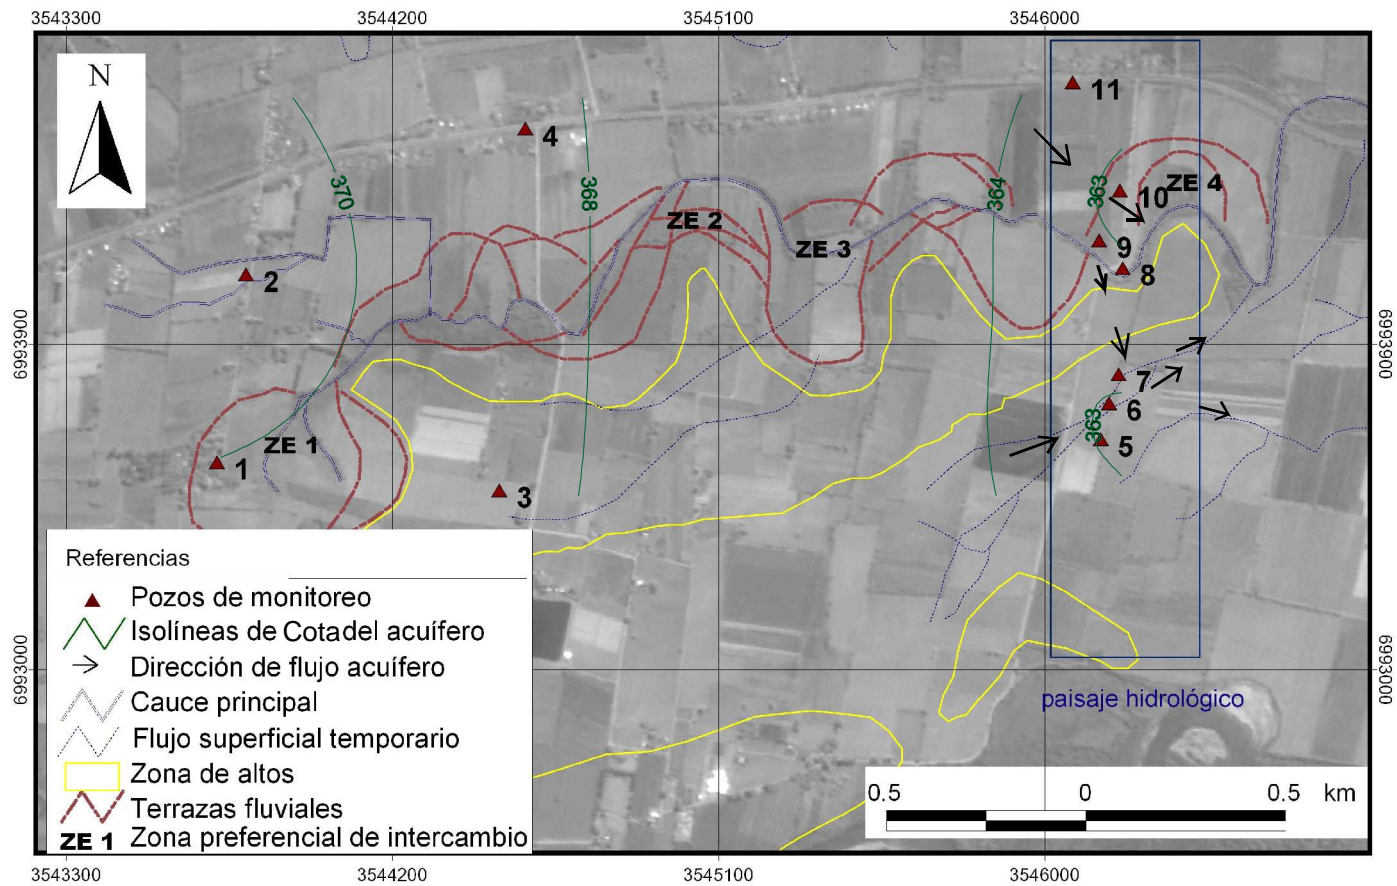 3543300 3544200 3545100 3546000
N
11
4
370
368
364
363
10
ZE 4
ZE 2
ZE 3
9
8
2
6993900
6993900
7
6
363
5
ZE 1
1
3
6993000
6993000
Referencias
Pozos de monitoreo
Isolíneas de Cotadel acuífero
Dirección de flujo acuífero
Cauce principal
Flujo superficial temporario
Zona de altos
Terrazas fluviales
ZE 1 Zona preferencial de intercambio
paisaje hidrológico
0.5 0 0.5 km
3543300 3544200 3545100 3546000